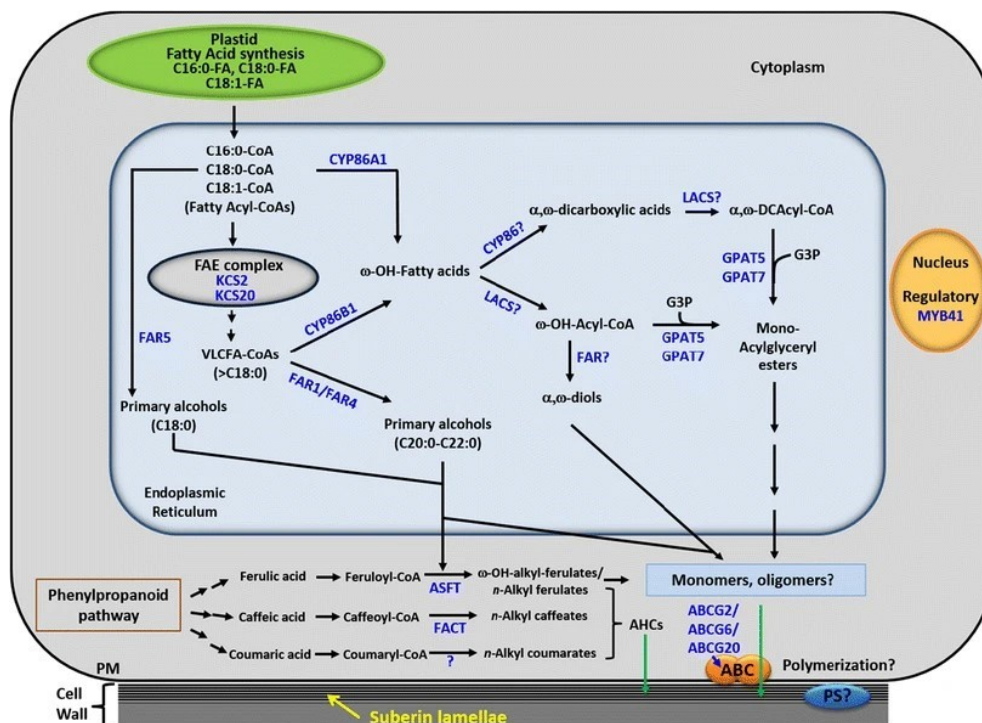 Plastid
Fatty Acid synthesis
C16:0-FA, C18:0-FA
C18:1-FA
Cytoplasm
C16:0-CoA
C18:0-CoA
C18:1-CoA
(Fatty Acyl-CoAs)
CYP86A1
FAE complex
KCS2
KCS20
FAR5
VLCFA-CoAs
(>C18:0)
CYP86B1
FAR1/FAR4
Primary alcohols
(C18:0)
Primary alcohols
(C20:0-C22:0)
ω-OH-Fatty acids
CYP86?
LACS?
α,ω-dicarboxylic acids
LACS?
α,ω-DCAcyl-CoA
GPAT5
GPAT7
G3P
ω-OH-Acyl-CoA
G3P
GPAT5
GPAT7
Mono-
Acylglyceryl
esters
FAR?
α,ω-diols
Nucleus
Regulatory
MYB41
Endoplasmic
Reticulum
Phenylpropanoid
pathway
Ferulic acid
Feruloyl-CoA
ASFT
ω-OH-alkyl-ferulates/
n-Alkyl ferulates
Caffeic acid
Caffeoyl-CoA
FACT
n-Alkyl caffeates
Coumaric acid
Coumaryl-CoA
?
n-Alkyl coumarates
AHCs
Monomers, oligomers?
ABCG2/
ABCG6/
ABCG20
ABC
Polymerization?
PS?
PM
Cell
Wall
Suberin lamellae